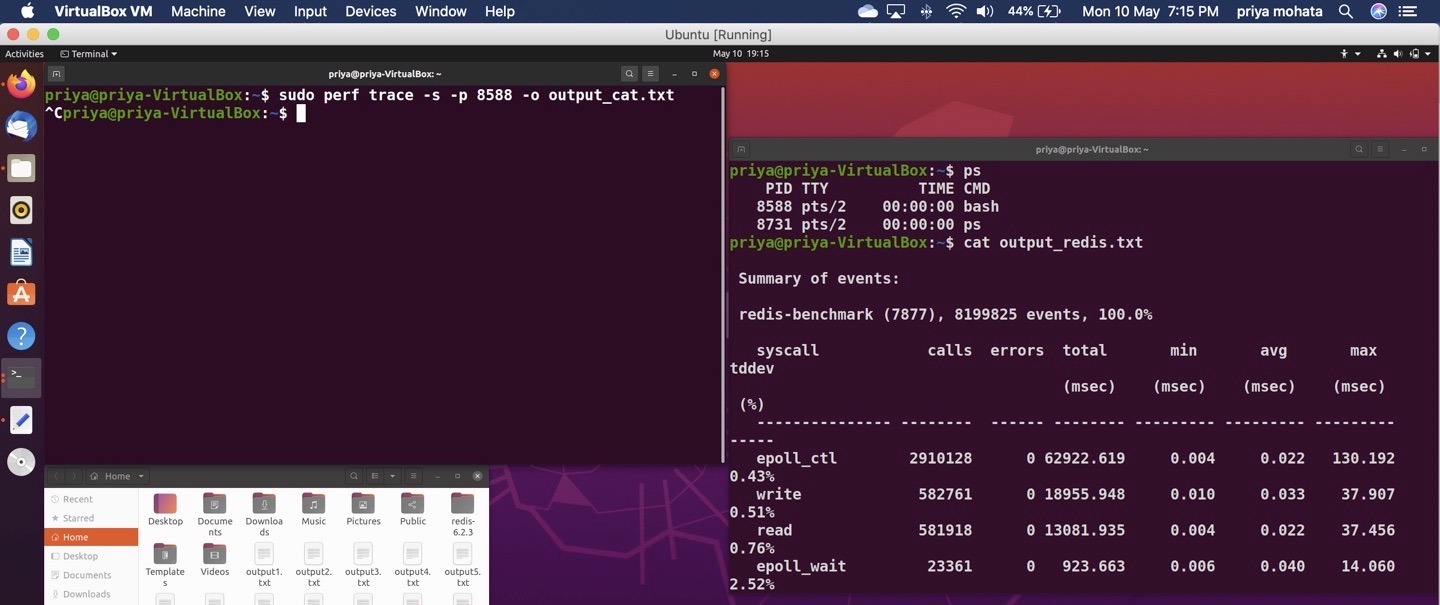 VirtualBox VM Machine View Input Devices Window Help 44% Mon 10 May 7:15 PM priya mohata
Ubuntu [Running]
Activities Terminal May 10 19:15
priya@priya-VirtualBox: ~
priya@priya-VirtualBox:~$ sudo perf trace -s -p 8588 -o output_cat.txt
^Cpriya@priya-VirtualBox:~$
priya@priya-VirtualBox: ~
priya@priya-VirtualBox:~$ ps
PID TTY TIME CMD
8588 pts/2 00:00:00 bash
8731 pts/2 00:00:00 ps
priya@priya-VirtualBox:~$ cat output_redis.txt
Summary of events:
redis-benchmark (7877), 8199825 events, 100.0%
syscall calls errors total min avg max
tddev
(msec) (msec) (msec) (msec)
(%)
--------------- -------- ------ -------- --------- --------- ---------
-----
epoll_ctl 2910128 0 62922.619 0.004 0.022 130.192
0.43%
write 582761 0 18955.948 0.010 0.033 37.907
0.51%
read 581918 0 13081.935 0.004 0.022 37.456
0.76%
epoll_wait 23361 0 923.663 0.006 0.040 14.060
2.52%
Home
Recent
Starred
Home
Desktop
Documents
Downloads
Desktop
Docume
nts
Downloa
ds
Music
Pictures
Public
redis-
6.2.3
Template
s
Videos
output1.
txt
output2.
txt
output3.
txt
output4.
txt
output5.
txt